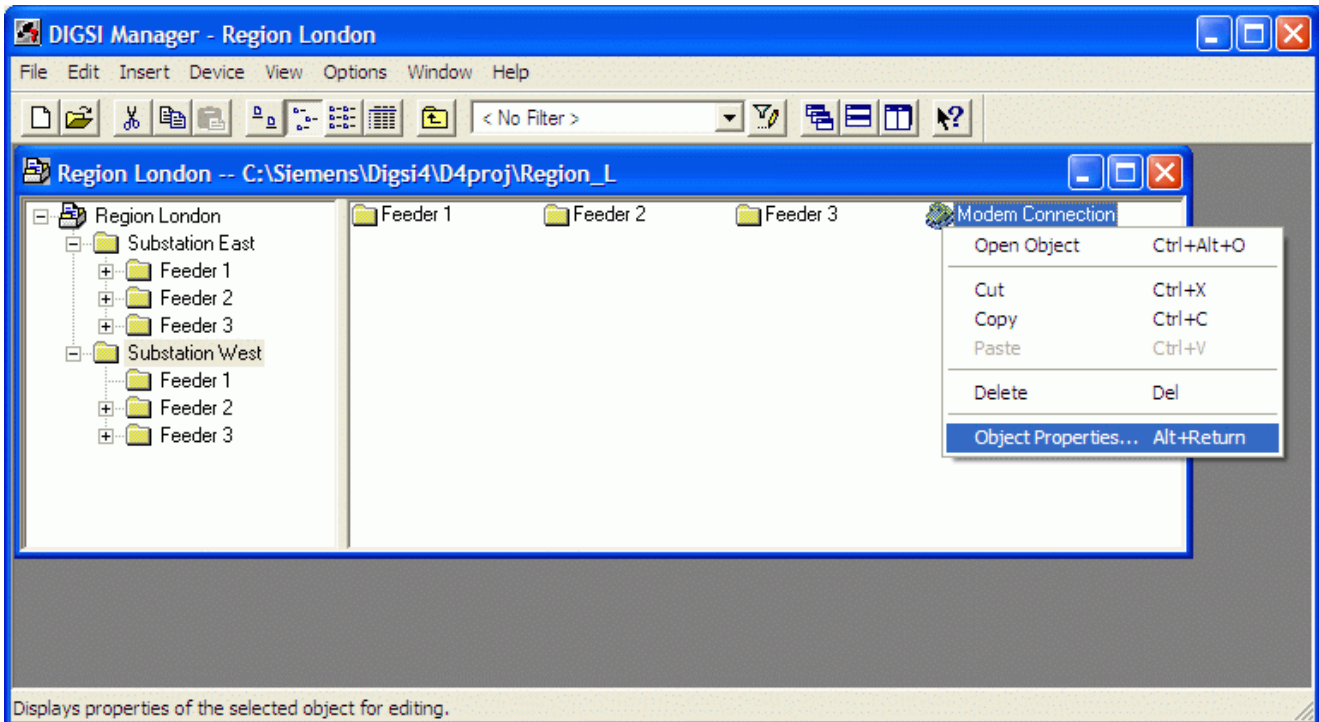 DIGSI Manager - Region London
File Edit Insert Device View Options Window Help
< No Filter >
Region London -- C:\Siemens\Digsi4\D4proj\Region_L
Region London
Substation East
Feeder 1
Feeder 2
Feeder 3
Substation West
Feeder 1
Feeder 2
Feeder 3
Feeder 1 Feeder 2 Feeder 3 Modem Connection
Open Object Ctrl+Alt+O
Cut Ctrl+X
Copy Ctrl+C
Paste Ctrl+V
Delete Del
Object Properties... Alt+Return
Displays properties of the selected object for editing.